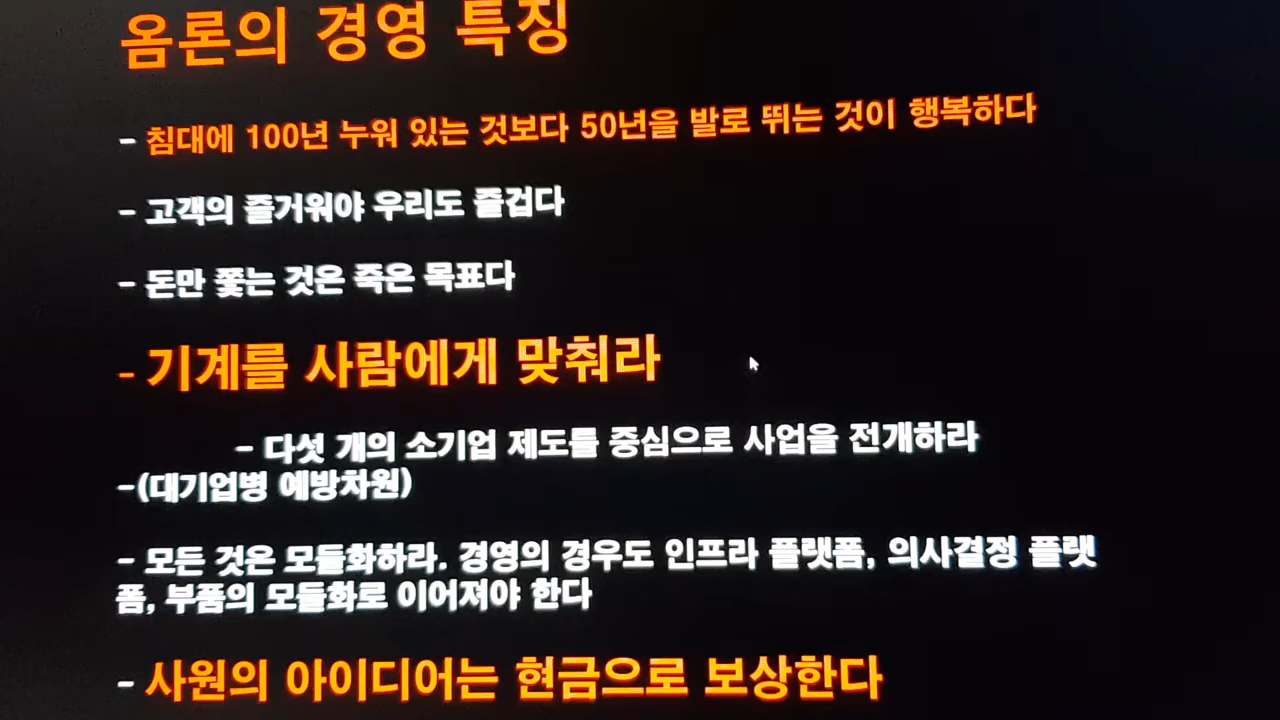 옴론의 경영 특징
- 침대에 100년 누워 있는 것보다 50년을 발로 뛰는 것이 행복하다
- 고객의 즐거워야 우리도 즐겁다
- 돈만 쫓는 것은 죽은 목표다
- 기계를 사람에게 맞춰라
- 다섯 개의 소기업 제도를 중심으로 사업을 전개하라
-(대기업병 예방차원)
- 모든 것은 모듈화하라. 경영의 경우도 인프라 플랫폼, 의사결정 플랫
폼, 부품의 모듈화로 이어져야 한다
- 사원의 아이디어는 현금으로 보상한다